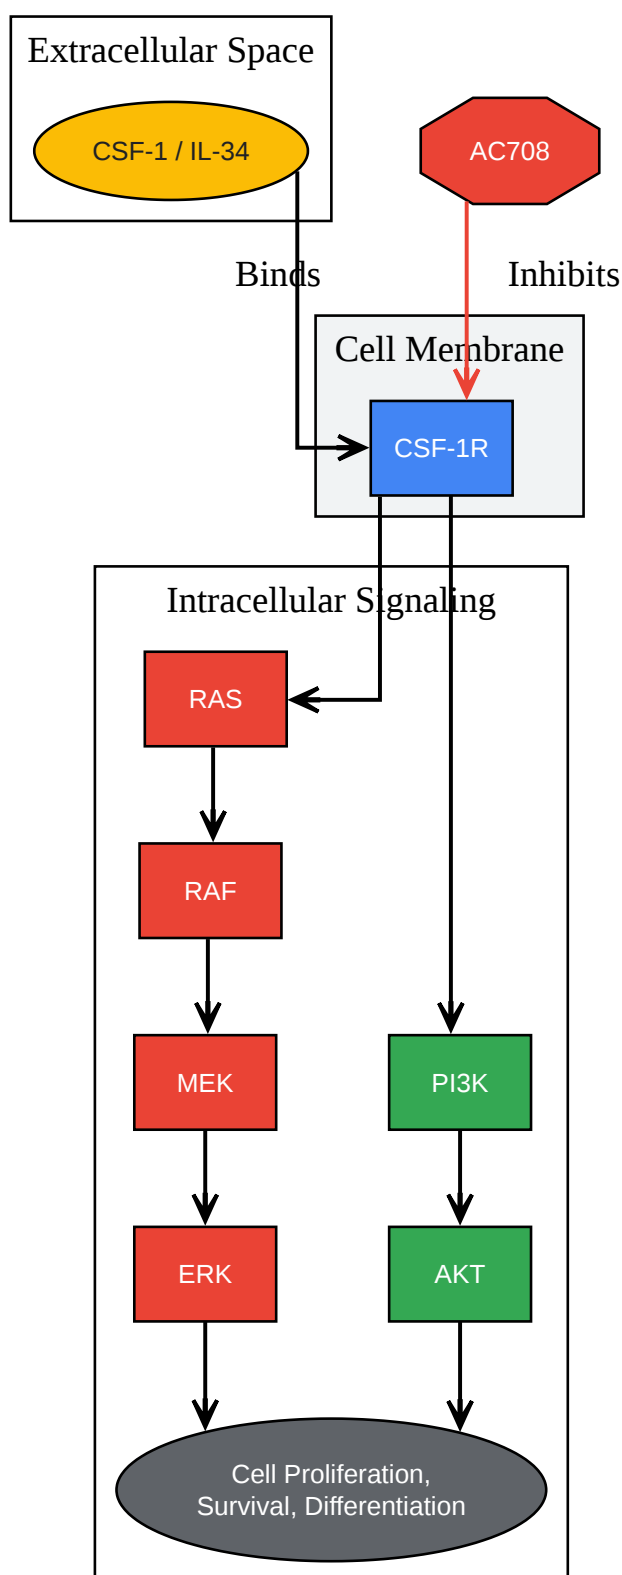 Extracellular Space
CSF-1 / IL-34
AC708
Binds
Inhibits
Cell Membrane
CSF-1R
Intracellular Signaling
RAS
RAF
MEK
PI3K
ERK
AKT
Cell Proliferation,
Survival, Differentiation